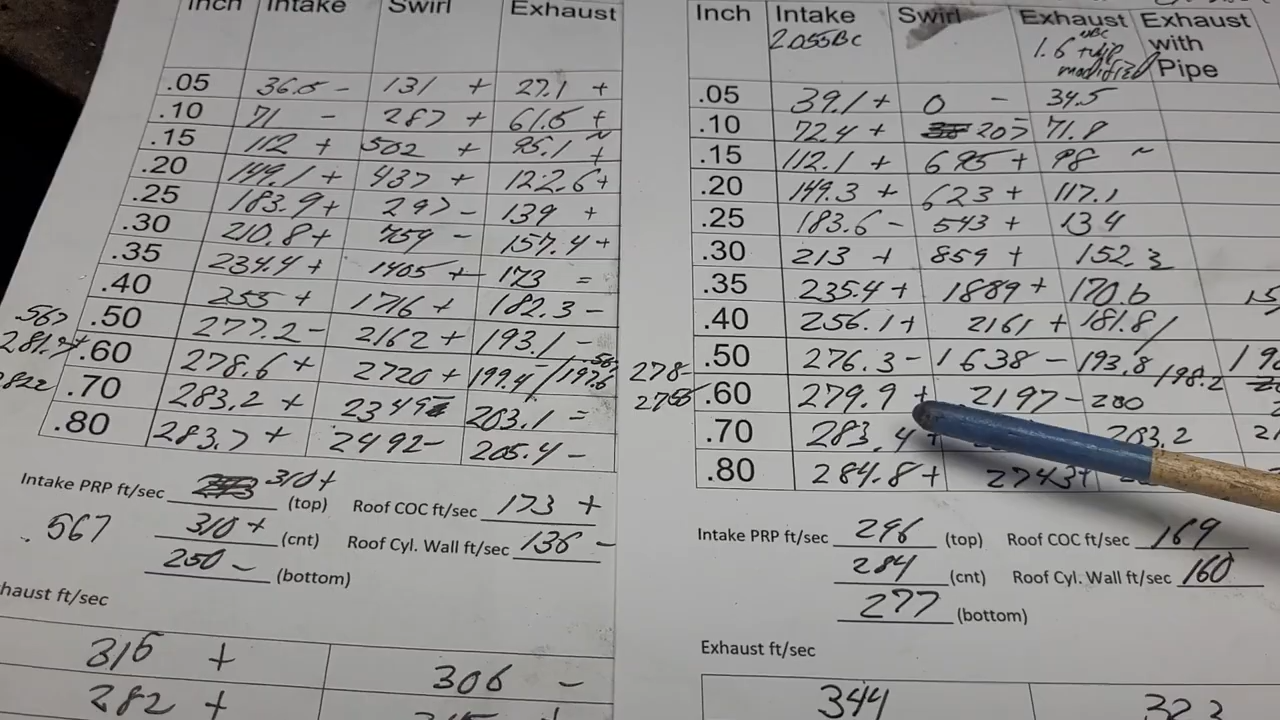 Inch Intake Swirl Exhaust
.05 36.5 - 131 + 27.1 +
.10 71 - 287 + 61.5 +
.15 112 + 502 + 95.1 ~ +
.20 149.1 + 437 + 122.6 +
.25 183.9 + 297 - 139 +
.30 210.8 + 759 - 157.4 +
.35 234.4 + 1405 + 173 =
.40 255 + 1716 + 182.3 -
.50 277.2 - 2162 + 193.1 -
.60 278.6 + 2720 + 199.4 / 197.6
.70 283.2 + 2349 203.1 =
.80 283.7 + 2492 - 205.4 -
567
Intake PRP ft/sec 310 + (top) Roof COC ft/sec 173 +
.567 310 + (cnt) Roof Cyl. Wall ft/sec 136 -
250 - (bottom)
haust ft/sec
316 + 306 -
282 +
Inch Intake Swirl Exhaust Exhaust
2.055BC 1.6 with
modified Pipe
.05 39.1 + 0 - 34.5
.10 72.4 + 207 71.8
.15 112.1 + 695 + 98 ~
.20 149.3 + 623 + 117.1
.25 183.6 - 543 + 134
.30 213 + 859 + 152.3
.35 235.4 + 1889 + 170.6
.40 256.1 + 2161 + 181.8 /
.50 276.3 - 1638 - 193.8 198.2
278 - .60 279.9 + 2197 - 200
.70 283.4 + 203.2
.80 284.8 + 2743 +
Intake PRP ft/sec 296 (top) Roof COC ft/sec 169
284 (cnt) Roof Cyl. Wall ft/sec 160
277 (bottom)
Exhaust ft/sec
344 323